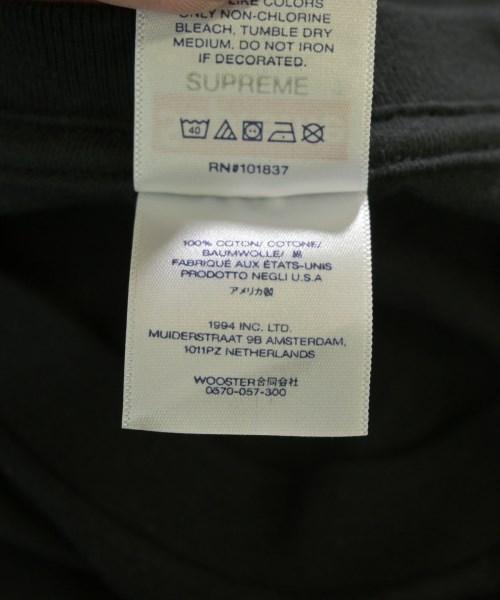 LIKE COLORS
ONLY NON-CHLORINE
BLEACH, TUMBLE DRY
MEDIUM, DO NOT IRON
IF DECORATED.
SUPREME
40
RN#101837
100% COTON/ COTONE/
BAUMWOLLE/ 綿
FABRIQUÉ AUX ÉTATS-UNIS
PRODOTTO NEGLI U.S.A
アメリカ製
1994 INC. LTD.
MUIDERSTRAAT 9B AMSTERDAM,
1011PZ NETHERLANDS
WOOSTER合同会社
0570-057-300